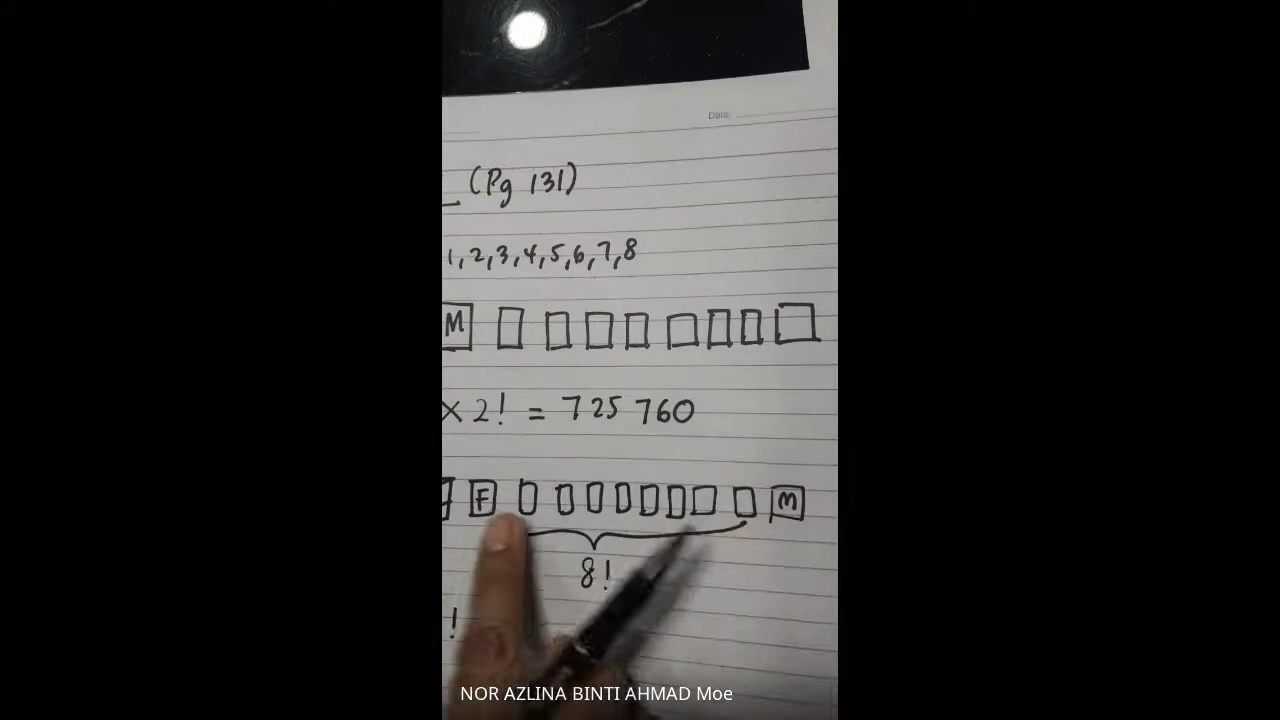 Date
(Pg 131)
1, 2, 3, 4, 5, 6, 7, 8
M
× 2! = 725 760
F M
8!
!
NOR AZLINA BINTI AHMAD Moe